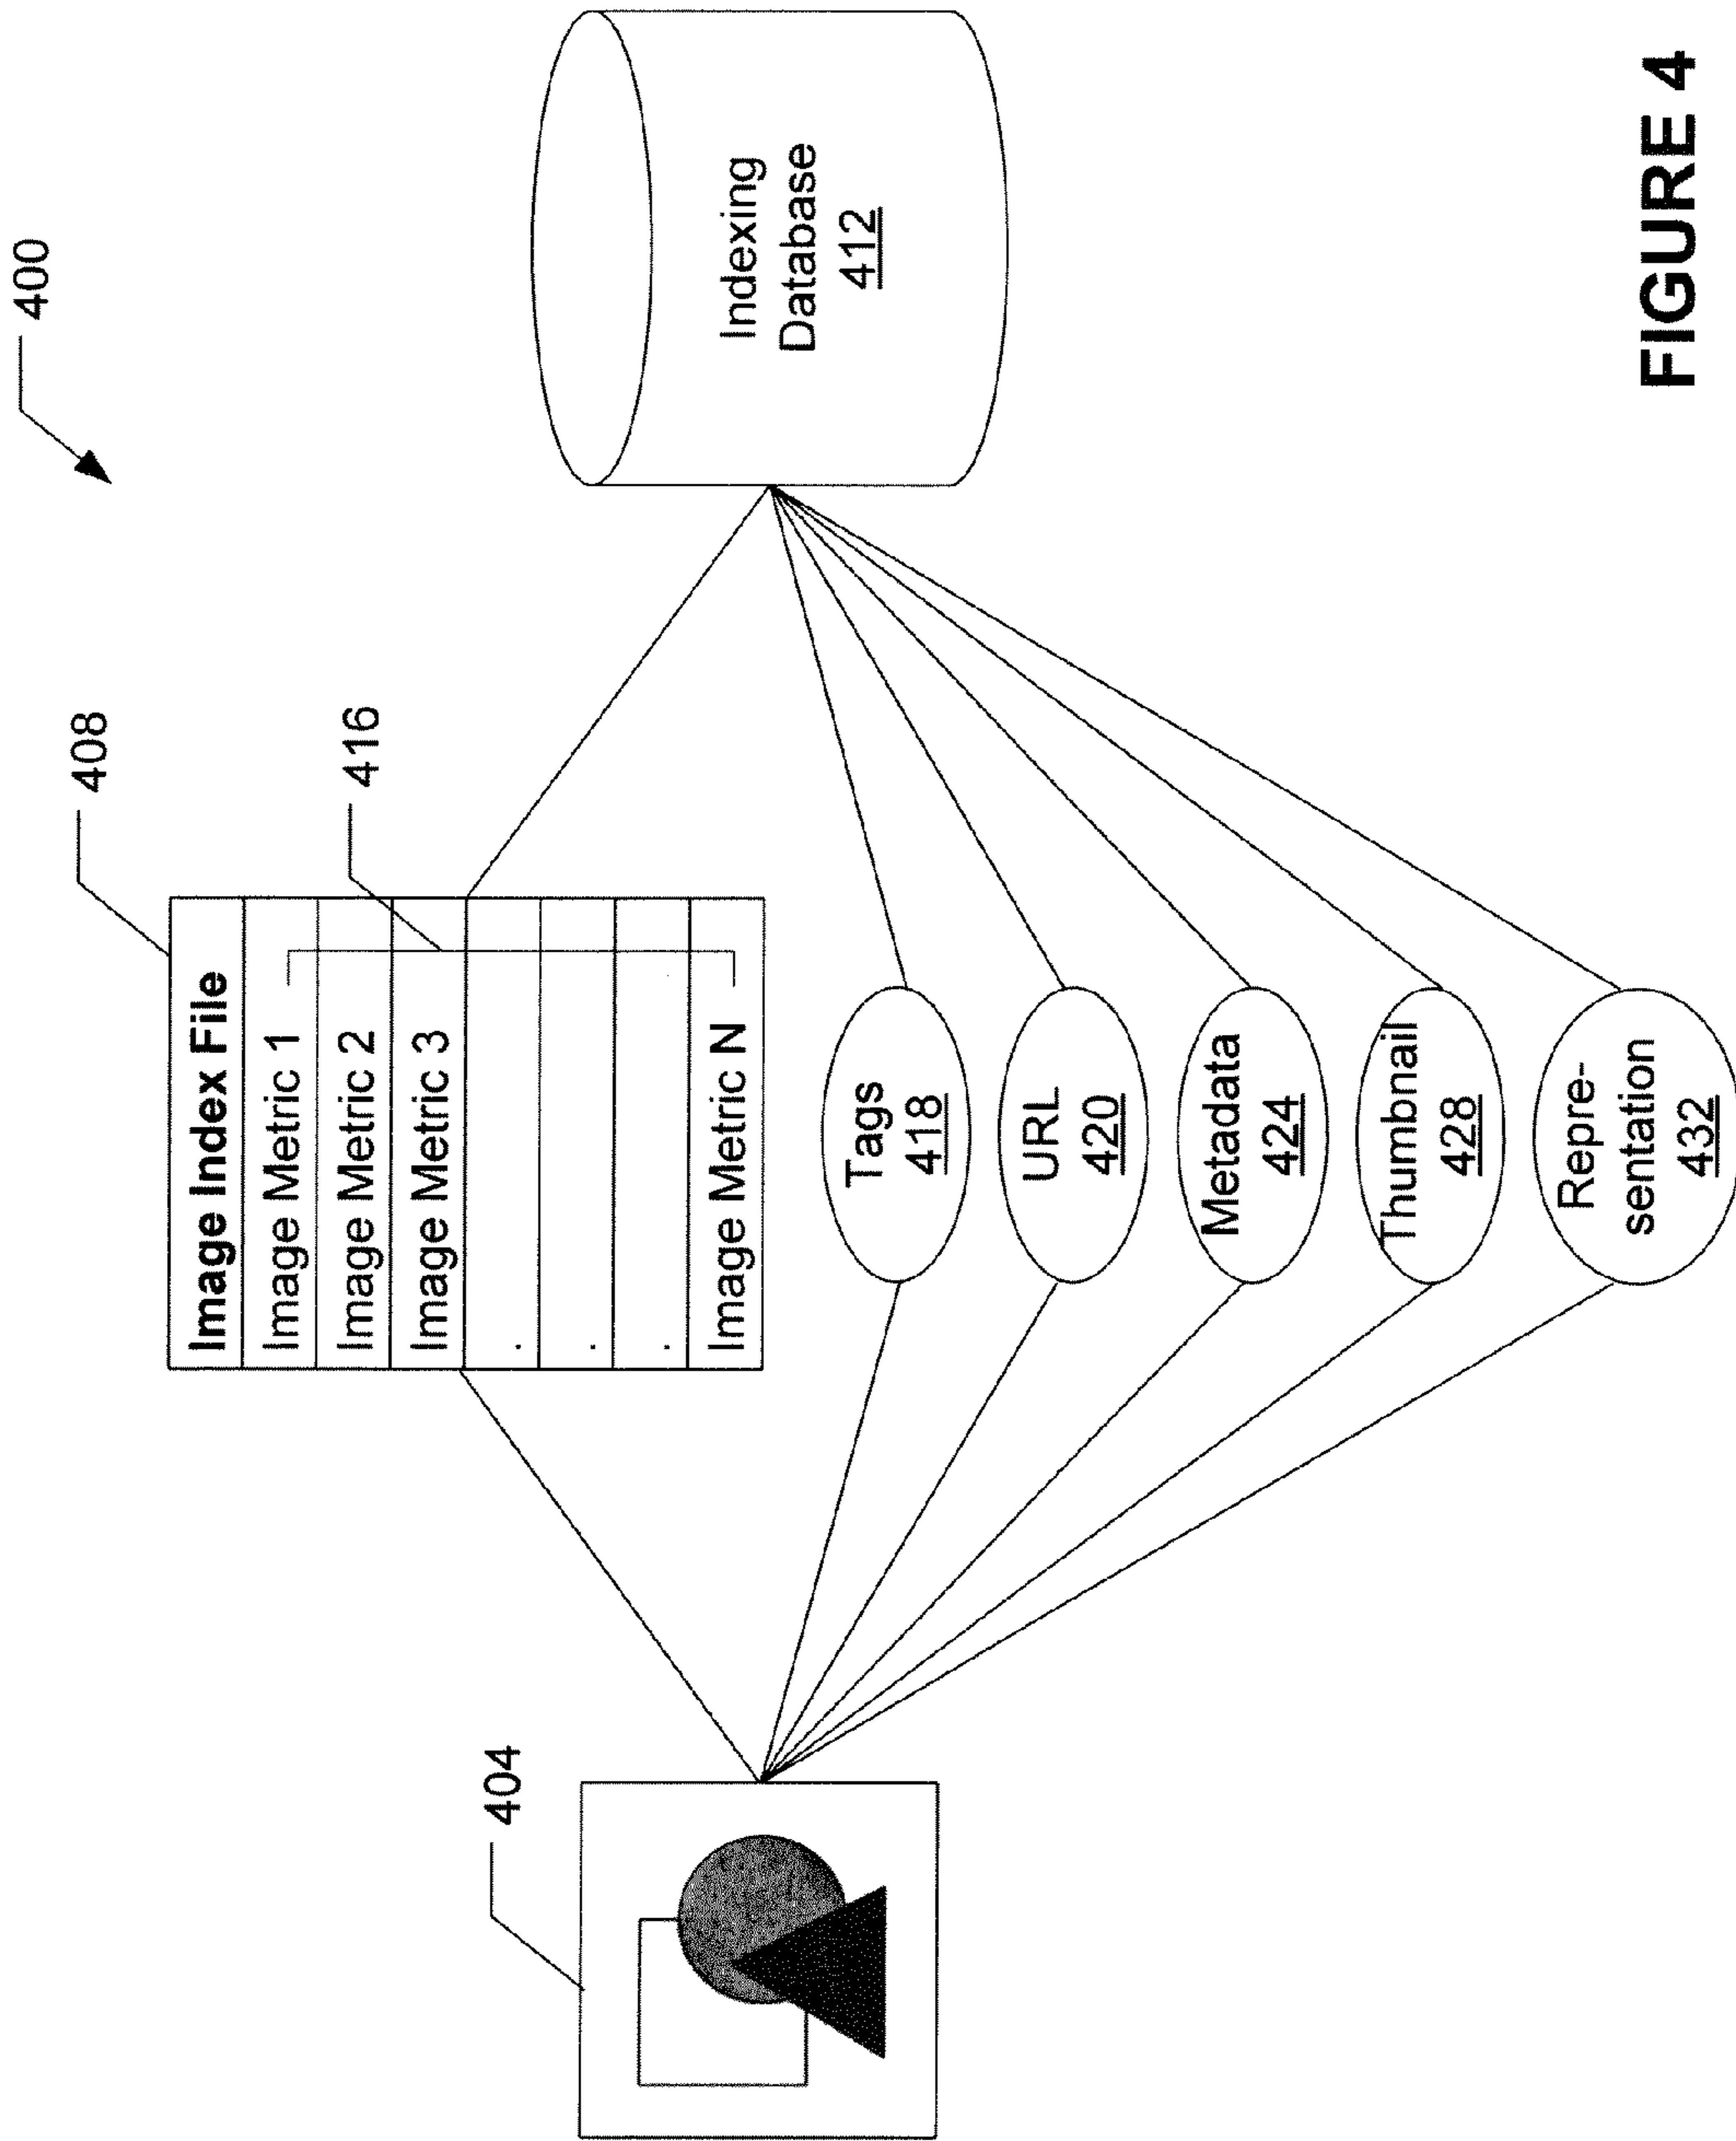 400
408
Image Index File
Image Metric 1
Image Metric 2
Image Metric 3
.
.
.
Image Metric N
416
404
Indexing
Database
412
Tags
418
URL
420
Metadata
424
Thumbnail
428
Repre-
sentation
432
FIGURE 4